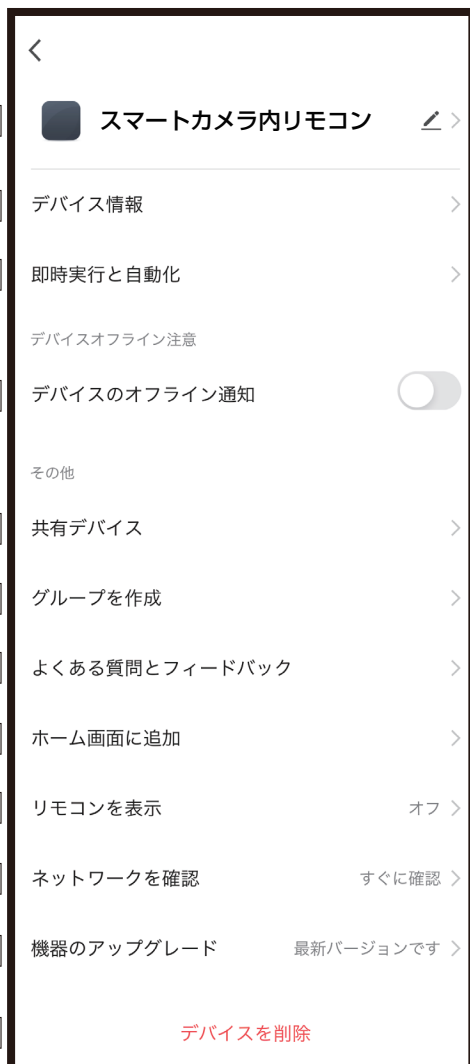 スマートカメラ内リモコン
デバイス情報
即時実行と自動化
デバイスオフライン注意
デバイスのオフライン通知
その他
共有デバイス
グループを作成
よくある質問とフィードバック
ホーム画面に追加
リモコンを表示 オフ
ネットワークを確認 すぐに確認
機器のアップグレード 最新バージョンです
デバイスを削除